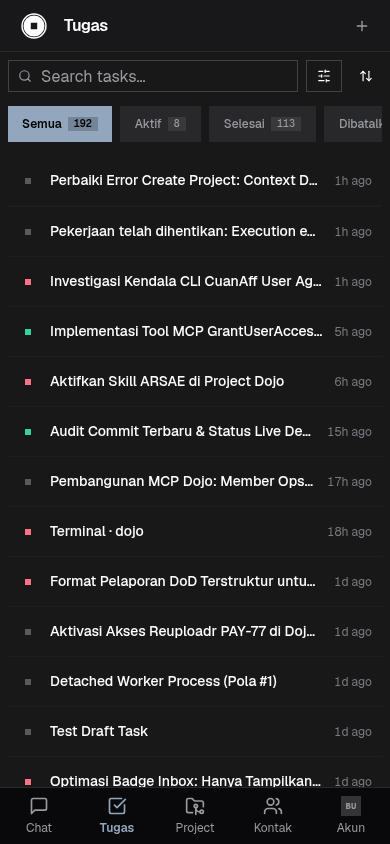 Tugas
Search tasks...
Semua 192 Aktif 8 Selesai 113 Dibatalk
Perbaiki Error Create Project: Context D... 1h ago
Pekerjaan telah dihentikan: Execution e... 1h ago
Investigasi Kendala CLI CuanAff User Ag... 1h ago
Implementasi Tool MCP GrantUserAcces... 5h ago
Aktifkan Skill ARSAE di Project Dojo 6h ago
Audit Commit Terbaru & Status Live De... 15h ago
Pembangunan MCP Dojo: Member Ops... 17h ago
Terminal · dojo 18h ago
Format Pelaporan DoD Terstruktur untu... 1d ago
Aktivasi Akses Reuploadr PAY-77 di Doj... 1d ago
Detached Worker Process (Pola #1) 1d ago
Test Draft Task 1d ago
Optimasi Badge Inbox: Hanya Tampilkan... 1d ago
BU
Chat Tugas Project Kontak Akun